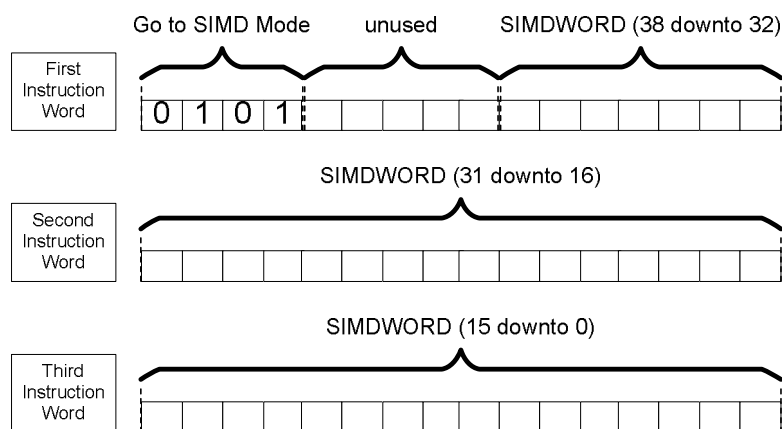 Go to SIMD Mode unused SIMDWORD (38 downto 32)
First
Instruction
Word
0 1 0 1
SIMDWORD (31 downto 16)
Second
Instruction
Word
SIMDWORD (15 downto 0)
Third
Instruction
Word